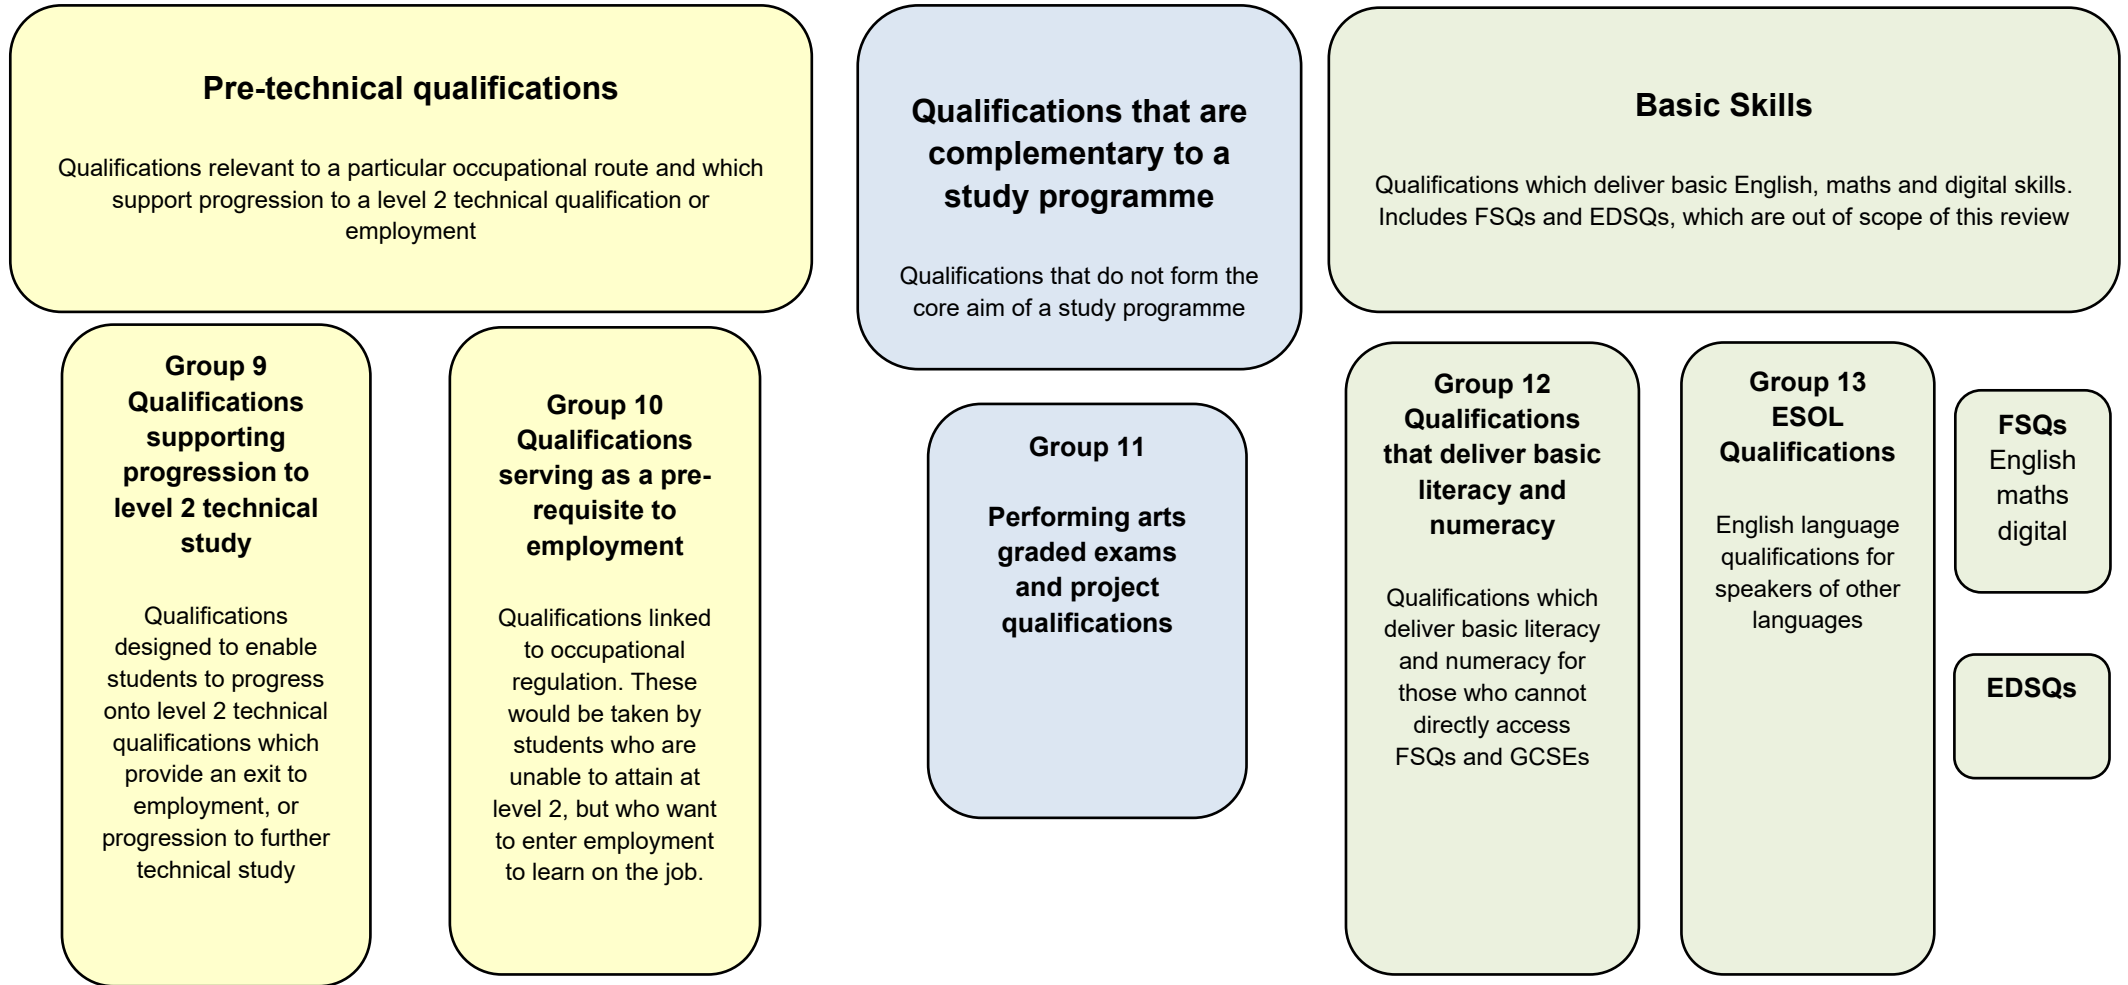 Pre-technical qualifications
Qualifications relevant to a particular occupational route and which
support progression to a level 2 technical qualification or
employment
Qualifications that are
complementary to a
study programme
Qualifications that do not form the
core aim of a study programme
Basic Skills
Qualifications which deliver basic English, maths and digital skills.
Includes FSQs and EDSQs, which are out of scope of this review
Group 9
Qualifications
supporting
progression to
level 2 technical
study
Qualifications
designed to enable
students to progress
onto level 2 technical
qualifications which
provide an exit to
employment, or
progression to further
technical study
Group 10
Qualifications
serving as a pre-
requisite to
employment
Qualifications linked
to occupational
regulation. These
would be taken by
students who are
unable to attain at
level 2, but who want
to enter employment
to learn on the job.
Group 11
Performing arts
graded exams
and project
qualifications
Group 12
Qualifications
that deliver basic
literacy and
numeracy
Qualifications which
deliver basic literacy
and numeracy for
those who cannot
directly access
FSQs and GCSEs
Group 13
ESOL
Qualifications
English language
qualifications for
speakers of other
languages
FSQs
English
maths
digital
EDSQs